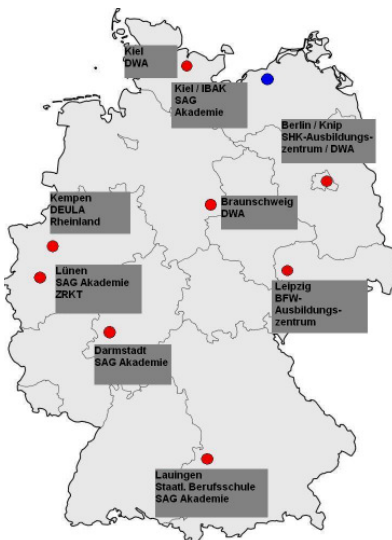 Kiel
DWA
Kiel / IBAK
SAG
Akademie
Berlin / Knip
SHK-Ausbildungs-
zentrum / DWA
Kempen
DEULA
Rheinland
Braunschweig
DWA
Lünen
SAG Akademie
ZRKT
Leipzig
BFW-
Ausbildungs-
zentrum
Darmstadt
SAG Akademie
Lauingen
Staatl. Berufsschule
SAG Akademie